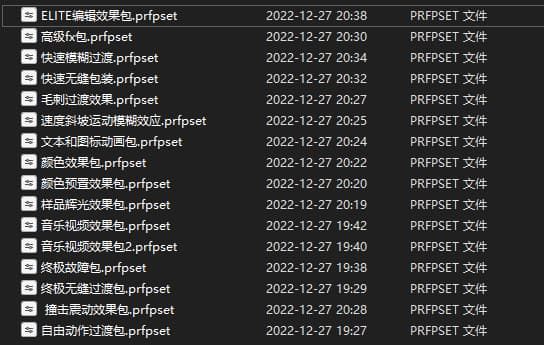 ELITE编辑效果包.prfpset 2022-12-27 20:38 PRFPSET 文件
高级fx包.prfpset 2022-12-27 20:30 PRFPSET 文件
快速模糊过渡.prfpset 2022-12-27 20:34 PRFPSET 文件
快速无缝包装.prfpset 2022-12-27 20:32 PRFPSET 文件
毛刺过渡效果.prfpset 2022-12-27 20:27 PRFPSET 文件
速度斜坡运动模糊效应.prfpset 2022-12-27 20:25 PRFPSET 文件
文本和图标动画包.prfpset 2022-12-27 20:24 PRFPSET 文件
颜色效果包.prfpset 2022-12-27 20:22 PRFPSET 文件
颜色预置效果包.prfpset 2022-12-27 20:20 PRFPSET 文件
样品辉光效果包.prfpset 2022-12-27 20:19 PRFPSET 文件
音乐视频效果包.prfpset 2022-12-27 19:42 PRFPSET 文件
音乐视频效果包2.prfpset 2022-12-27 19:40 PRFPSET 文件
终极故障包.prfpset 2022-12-27 19:38 PRFPSET 文件
终极无缝过渡包.prfpset 2022-12-27 19:29 PRFPSET 文件
撞击震动效果包.prfpset 2022-12-27 20:28 PRFPSET 文件
自由动作过渡包.prfpset 2022-12-27 19:27 PRFPSET 文件